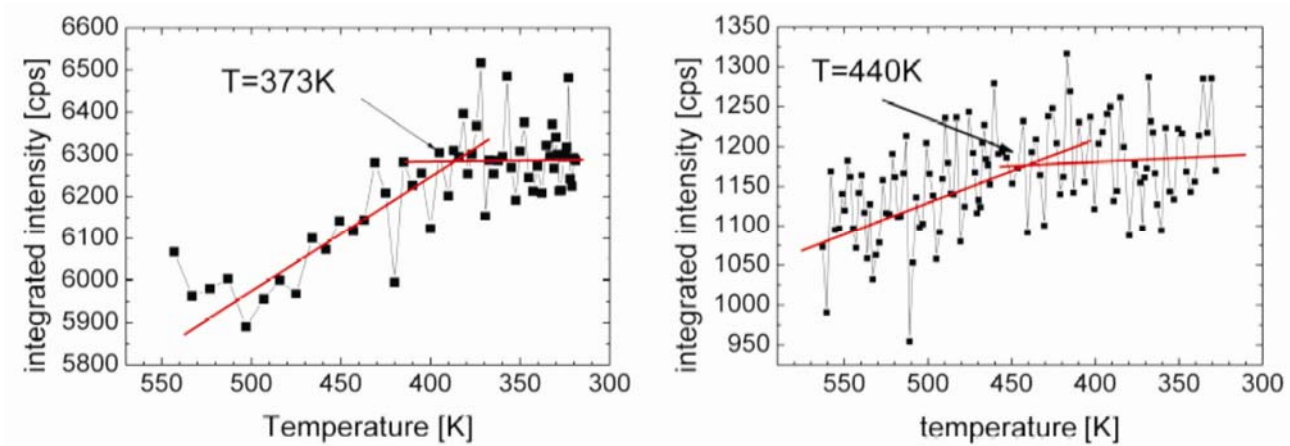 6600
6500
6400
6300
6200
6100
6000
5900
5800
integrated intensity [cps]
T=373K
550 500 450 400 350 300
Temperature [K]
1350
1300
1250
1200
1150
1100
1050
1000
950
integrated intensity [cps]
T=440K
550 500 450 400 350 300
temperature [K]